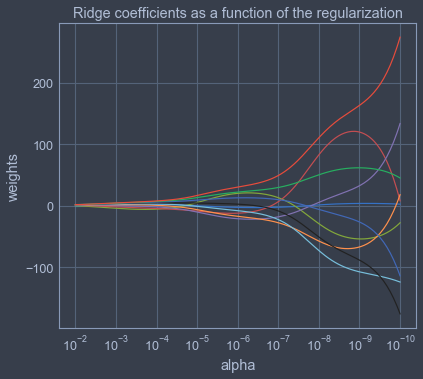 Ridge coefficients as a function of the regularization
weights
200
100
0
−100
10⁻² 10⁻³ 10⁻⁴ 10⁻⁵ 10⁻⁶ 10⁻⁷ 10⁻⁸ 10⁻⁹ 10⁻¹⁰
alpha